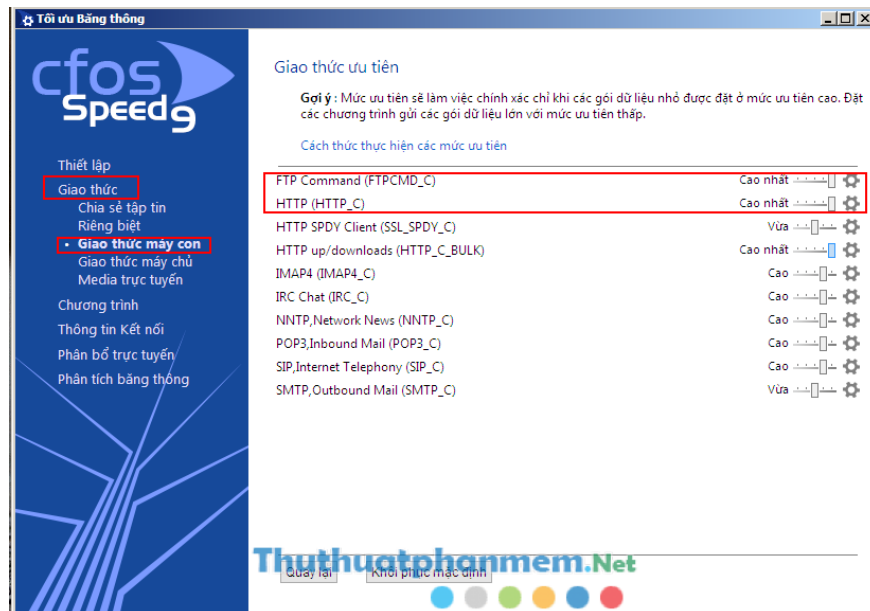 Tối ưu Băng thông
cfos
Speed9
Thiết lập
Giao thức
Chia sẻ tập tin
Riêng biệt
• Giao thức máy con
Giao thức máy chủ
Media trực tuyến
Chương trình
Thông tin Kết nối
Phân bổ trực tuyến
Phân tích băng thông
Giao thức ưu tiên
Gợi ý : Mức ưu tiên sẽ làm việc chính xác chỉ khi các gói dữ liệu nhỏ được đặt ở mức ưu tiên cao. Đặt
các chương trình gửi các gói dữ liệu lớn với mức ưu tiên thấp.
Cách thức thực hiện các mức ưu tiên
FTP Command (FTPCMD_C) Cao nhất
HTTP (HTTP_C) Cao nhất
HTTP SPDY Client (SSL_SPDY_C) Vừa
HTTP up/downloads (HTTP_C_BULK) Cao nhất
IMAP4 (IMAP4_C) Cao
IRC Chat (IRC_C) Cao
NNTP,Network News (NNTP_C) Cao
POP3,Inbound Mail (POP3_C) Cao
SIP,Internet Telephony (SIP_C) Cao
SMTP,Outbound Mail (SMTP_C) Vừa
Thuthuatphanmem.Net
Quay lại Khôi phục mặc định